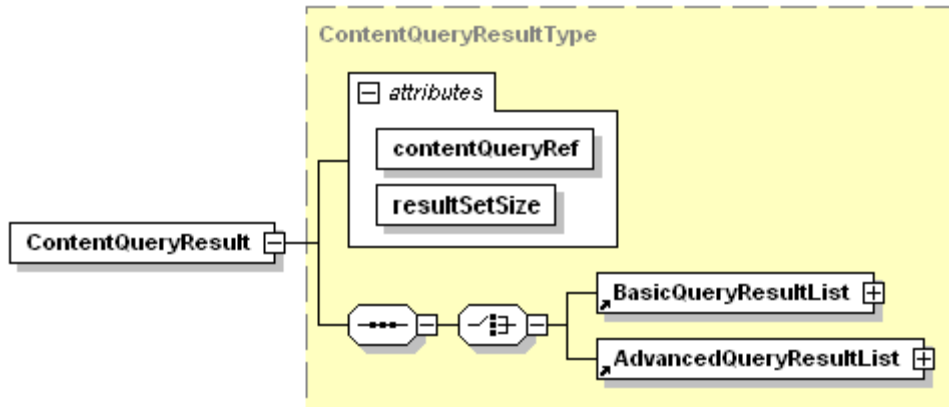 ContentQueryResultType
attributes
contentQueryRef
resultSetSize
ContentQueryResult
BasicQueryResultList
AdvancedQueryResultList